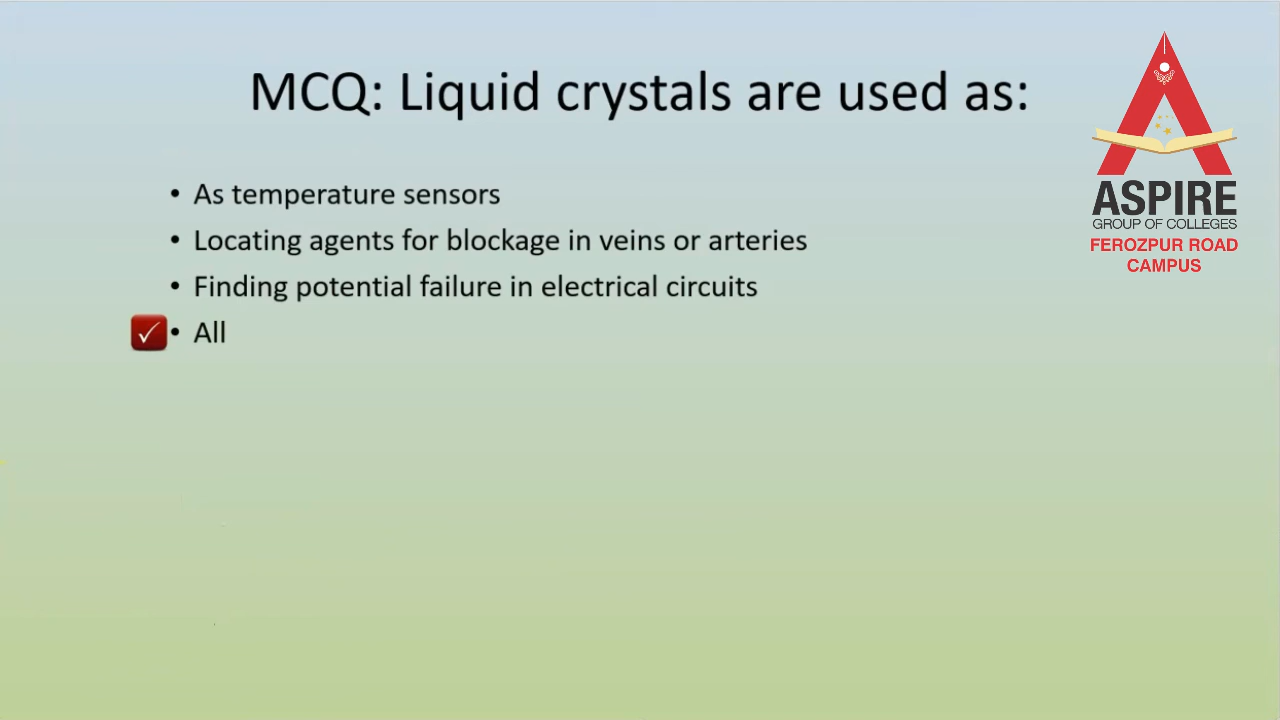 MCQ: Liquid crystals are used as:
• As temperature sensors
• Locating agents for blockage in veins or arteries
• Finding potential failure in electrical circuits
• All
ASPIRE
GROUP OF COLLEGES
FEROZPUR ROAD
CAMPUS